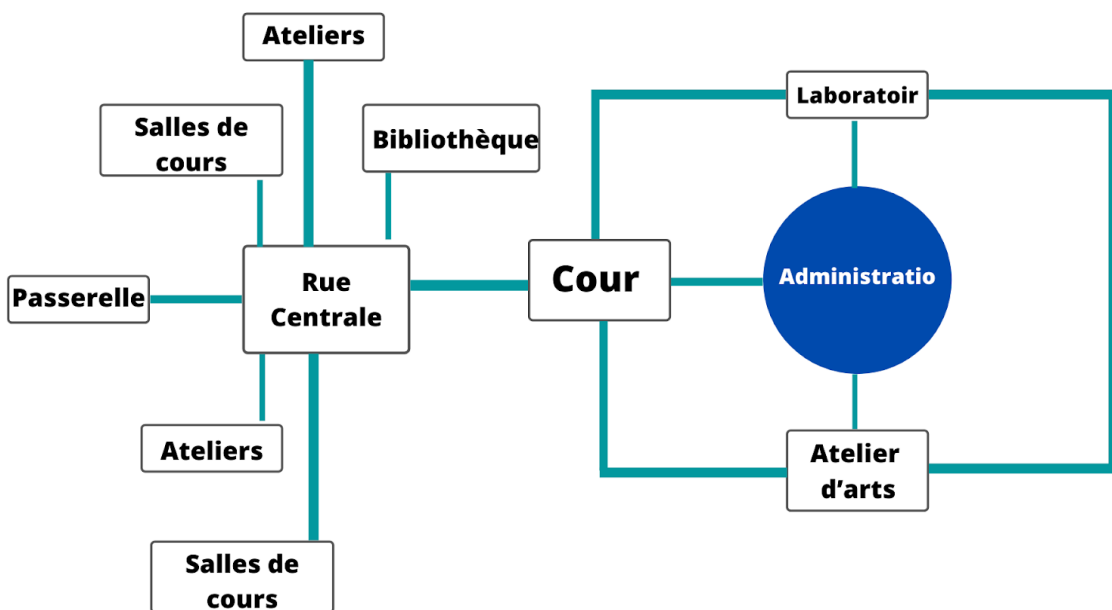 Ateliers
Salles de
cours
Bibliothèque
Laboratoir
Rue
Centrale
Passerelle
Cour
Administratio
Ateliers
Atelier
d’arts
Salles de
cours